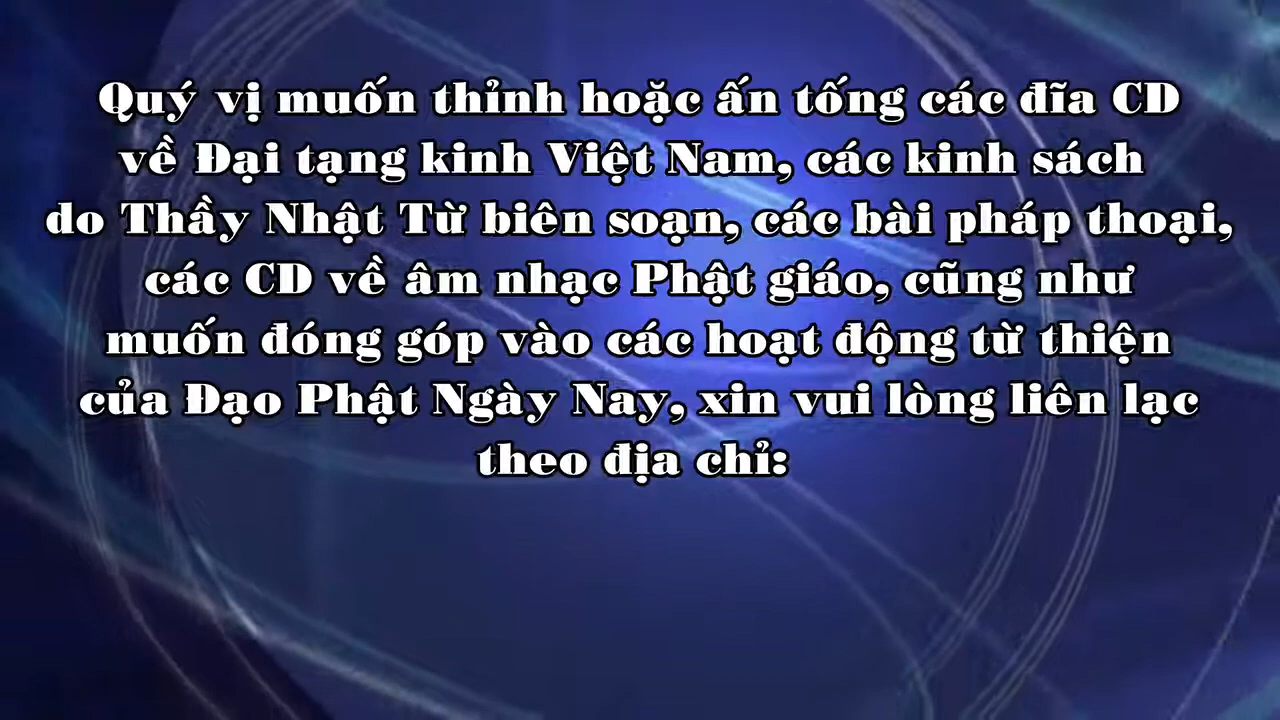 Quý vị muốn thỉnh hoặc ấn tống các đĩa CD
về Đại tạng kinh Việt Nam, các kinh sách
do Thầy Nhật Từ biên soạn, các bài pháp thoại,
các CD về âm nhạc Phật giáo, cũng như
muốn đóng góp vào các hoạt động từ thiện
của Đạo Phật Ngày Nay, xin vui lòng liên lạc
theo địa chỉ: